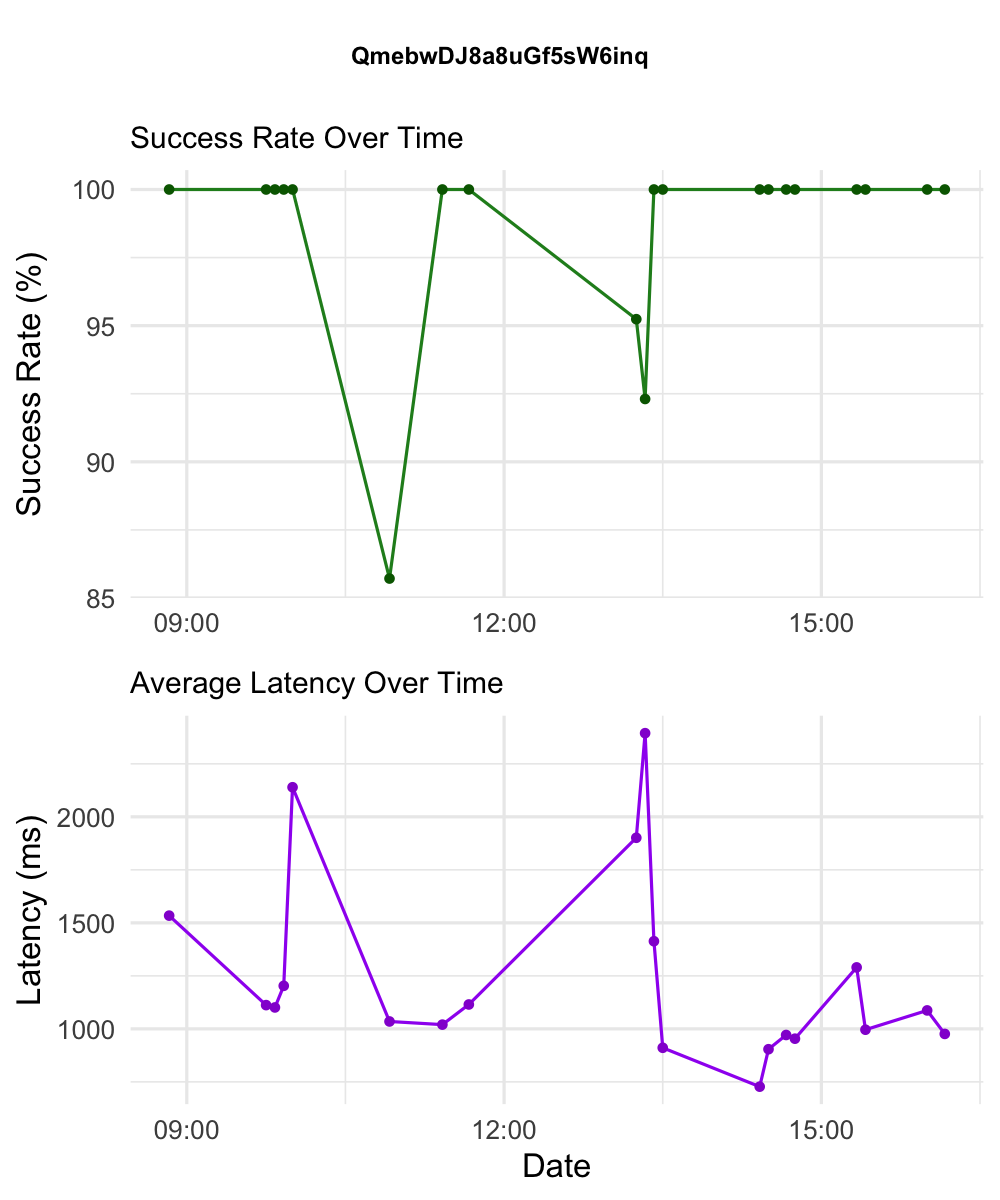 QmebwDJ8a8uGf5sW6inq
Success Rate Over Time
Success Rate (%)
100
95
90
85
09:00 12:00 15:00
Average Latency Over Time
Latency (ms)
2000
1500
1000
09:00 12:00 15:00
Date